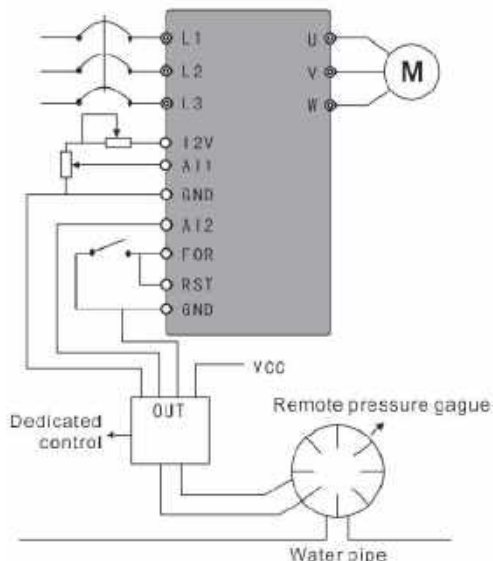 L1
U
L2
V
M
L3
W
12V
AI1
GND
AI2
FOR
RST
GND
VCC
OUT
Remote pressure gague
Dedicated
control
Water pipe